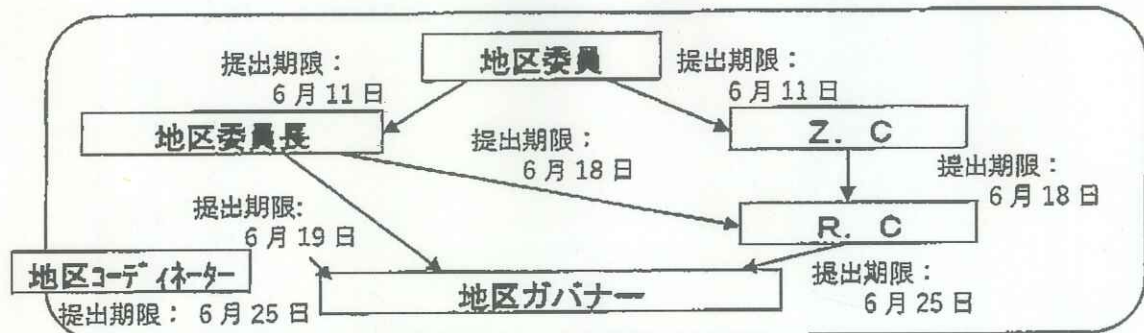 地区委員
提出期限：
6月11日
提出期限：
6月11日
地区委員長
Z．C
提出期限：
6月18日
提出期限：
6月18日
提出期限:
6月19日
R．C
地区コーディネーター
地区ガバナー
提出期限：
6月25日
提出期限： 6月25日